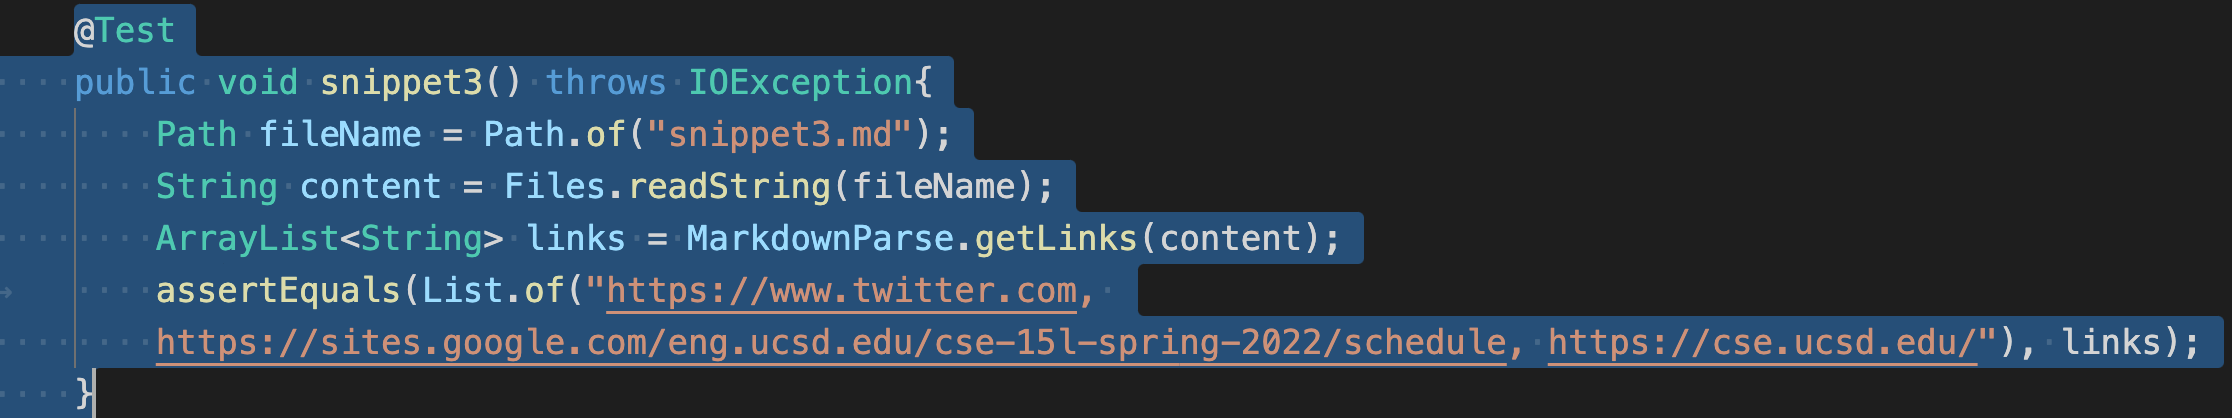 @Test
public void snippet3() throws IOException{
Path fileName = Path.of("snippet3.md");
String content = Files.readString(fileName);
ArrayList<String> links = MarkdownParse.getLinks(content);
assertEquals(List.of("https://www.twitter.com,
https://sites.google.com/eng.ucsd.edu/cse-15l-spring-2022/schedule, https://cse.ucsd.edu/"), links);
}